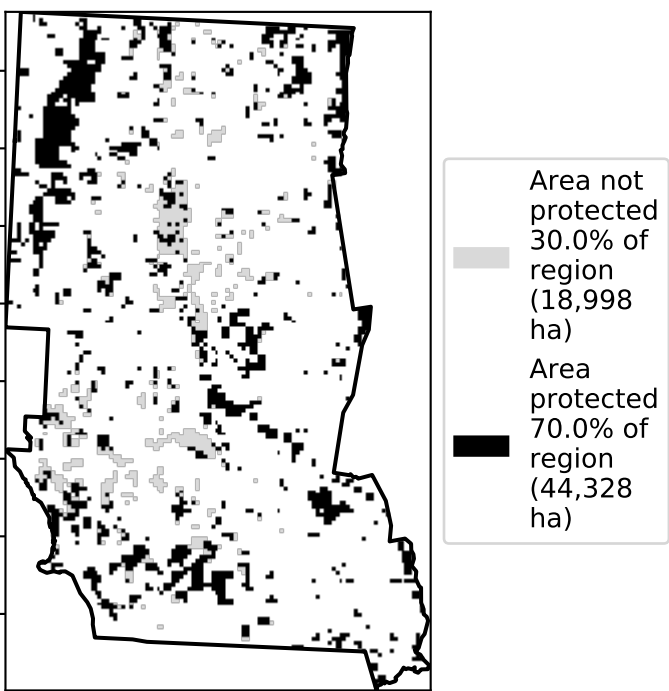 Area not
protected
30.0% of
region
(18,998
ha)
Area
protected
70.0% of
region
(44,328
ha)